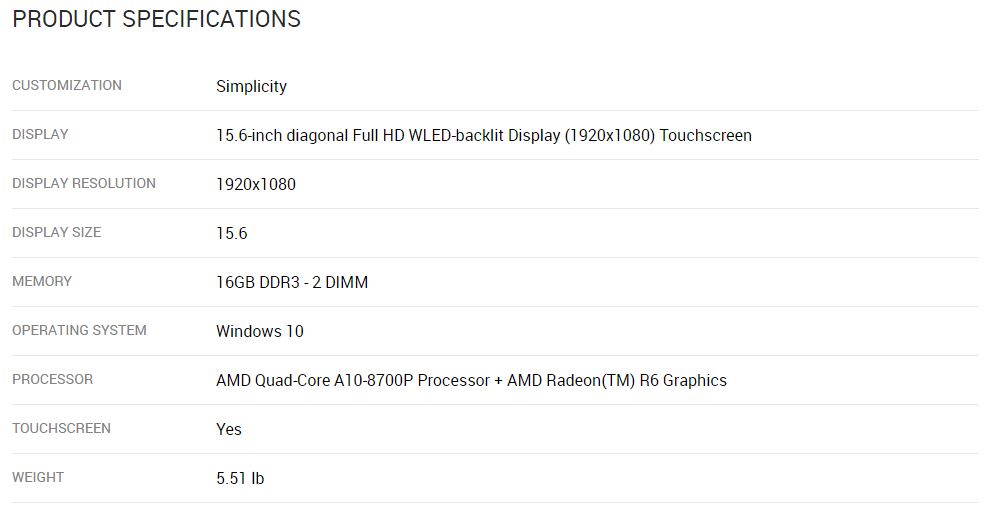 PRODUCT SPECIFICATIONS
CUSTOMIZATION Simplicity
DISPLAY 15.6-inch diagonal Full HD WLED-backlit Display (1920x1080) Touchscreen
DISPLAY RESOLUTION 1920x1080
DISPLAY SIZE 15.6
MEMORY 16GB DDR3 - 2 DIMM
OPERATING SYSTEM Windows 10
PROCESSOR AMD Quad-Core A10-8700P Processor + AMD Radeon(TM) R6 Graphics
TOUCHSCREEN Yes
WEIGHT 5.51 lb